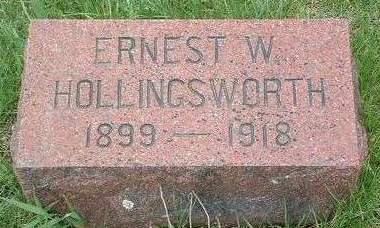 ERNEST W.
HOLLINGSWORTH
1899 — 1918